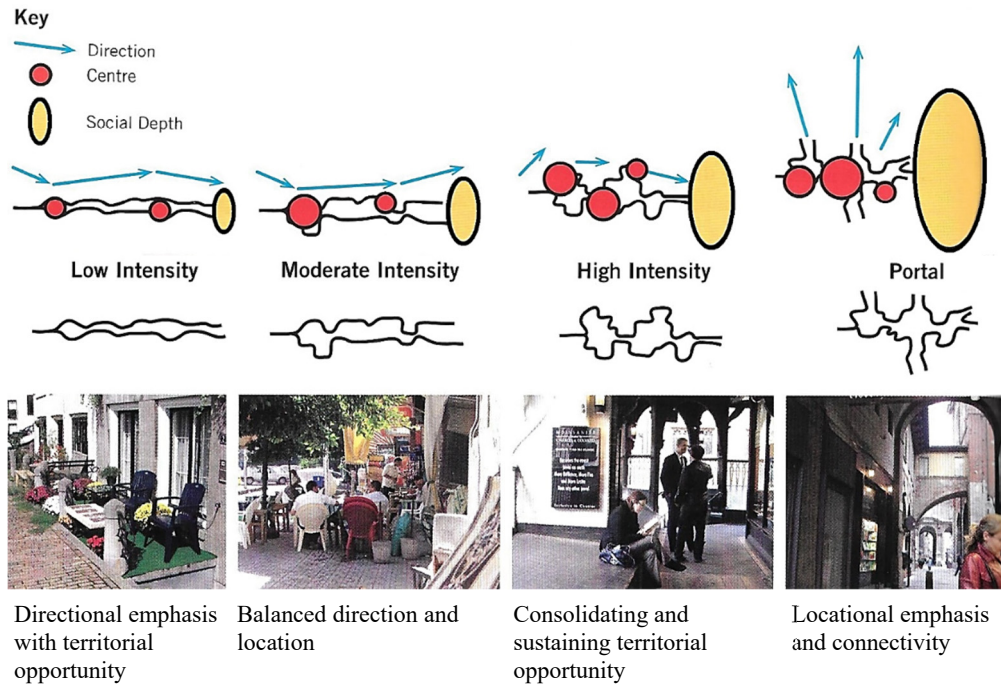 Key
Direction
Centre
Social Depth
Low Intensity
Moderate Intensity
High Intensity
Portal
Directional emphasis
with territorial
opportunity
Balanced direction and
location
Consolidating and
sustaining territorial
opportunity
Locational emphasis
and connectivity